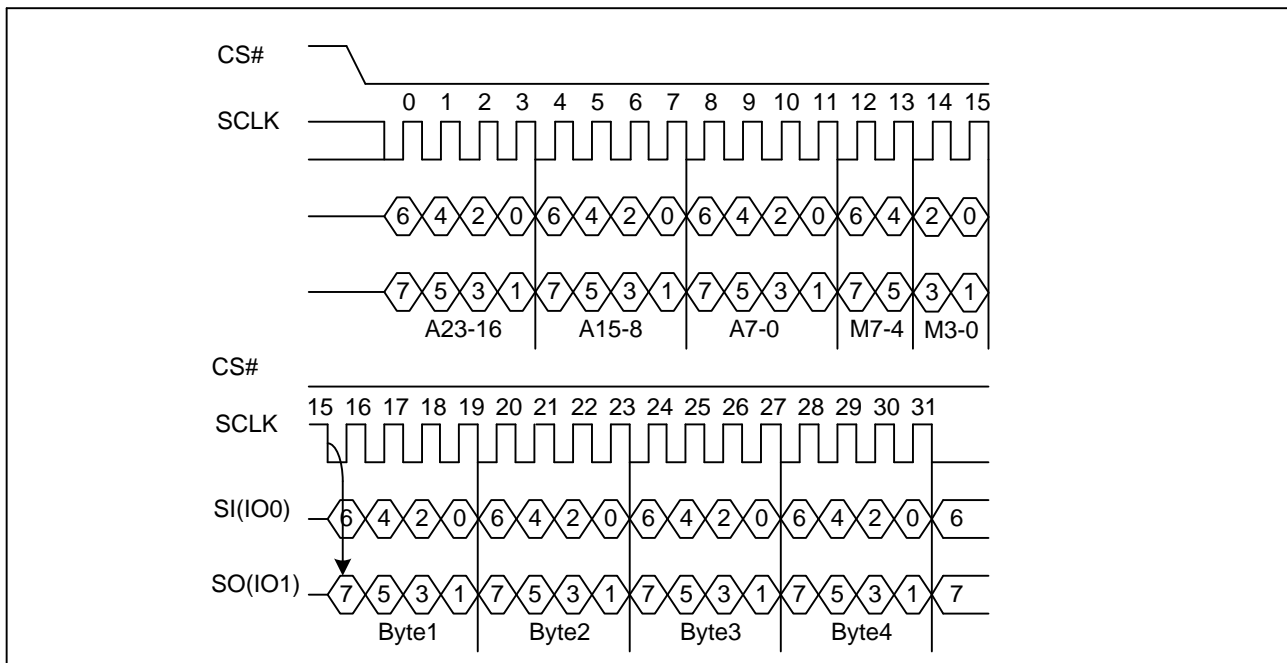 CS#
0 1 2 3 4 5 6 7 8 9 10 11 12 13 14 15
SCLK
6 4 2 0 6 4 2 0 6 4 2 0 6 4 2 0
7 5 3 1 7 5 3 1 7 5 3 1 7 5 3 1
A23-16 A15-8 A7-0 M7-4 M3-0
CS#
15 16 17 18 19 20 21 22 23 24 25 26 27 28 29 30 31
SCLK
SI(IO0) 6 4 2 0 6 4 2 0 6 4 2 0 6 4 2 0 6
SO(IO1) 7 5 3 1 7 5 3 1 7 5 3 1 7 5 3 1 7
Byte1 Byte2 Byte3 Byte4